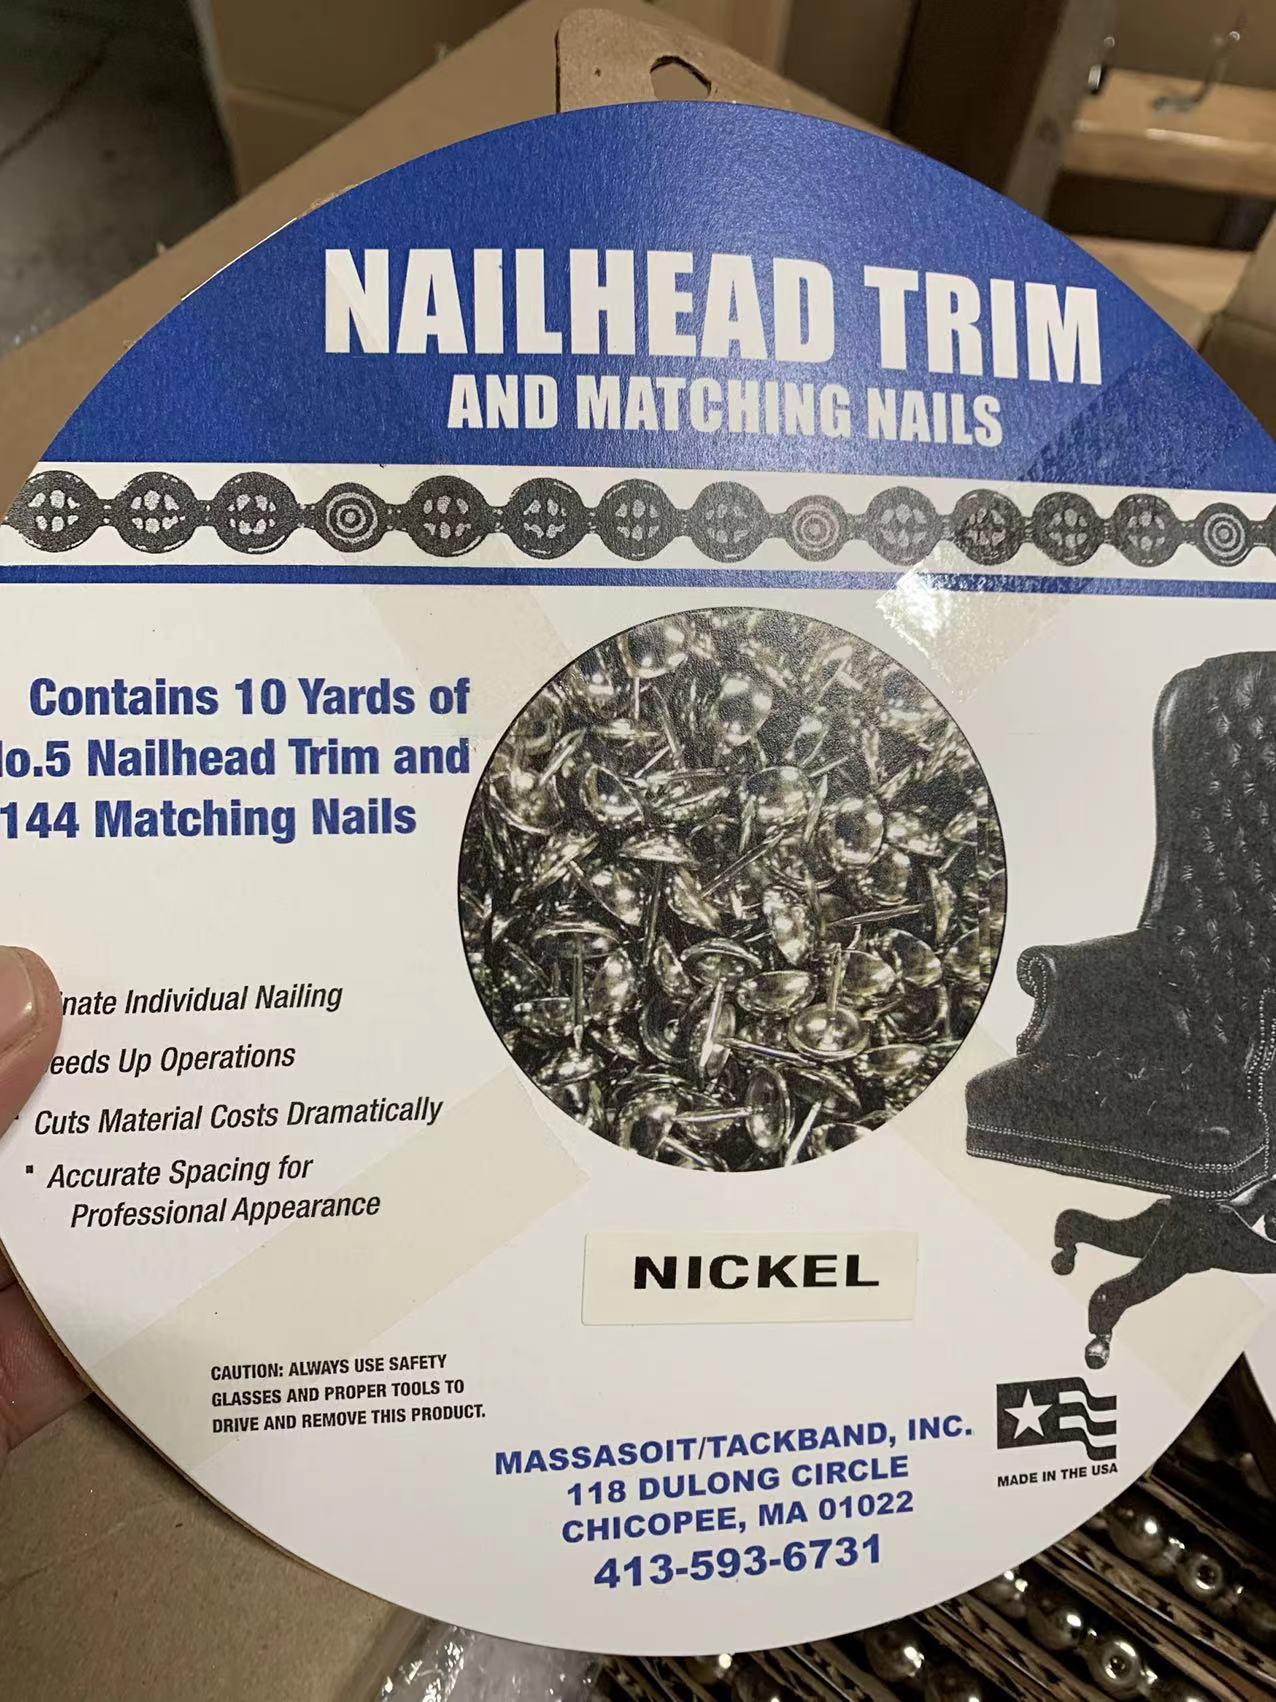 NAILHEAD TRIM
AND MATCHING NAILS
Contains 10 Yards of
o.5 Nailhead Trim and
144 Matching Nails
Individual Nailing
Up Operations
Cuts Material Costs Dramatically
▪ Accurate Spacing for
Professional Appearance
NICKEL
CAUTION: ALWAYS USE SAFETY
GLASSES AND PROPER TOOLS TO
DRIVE AND REMOVE THIS PRODUCT.
MASSASOIT/TACKBAND, INC.
118 DULONG CIRCLE
CHICOPEE, MA 01022
413-593-6731
MADE IN THE USA